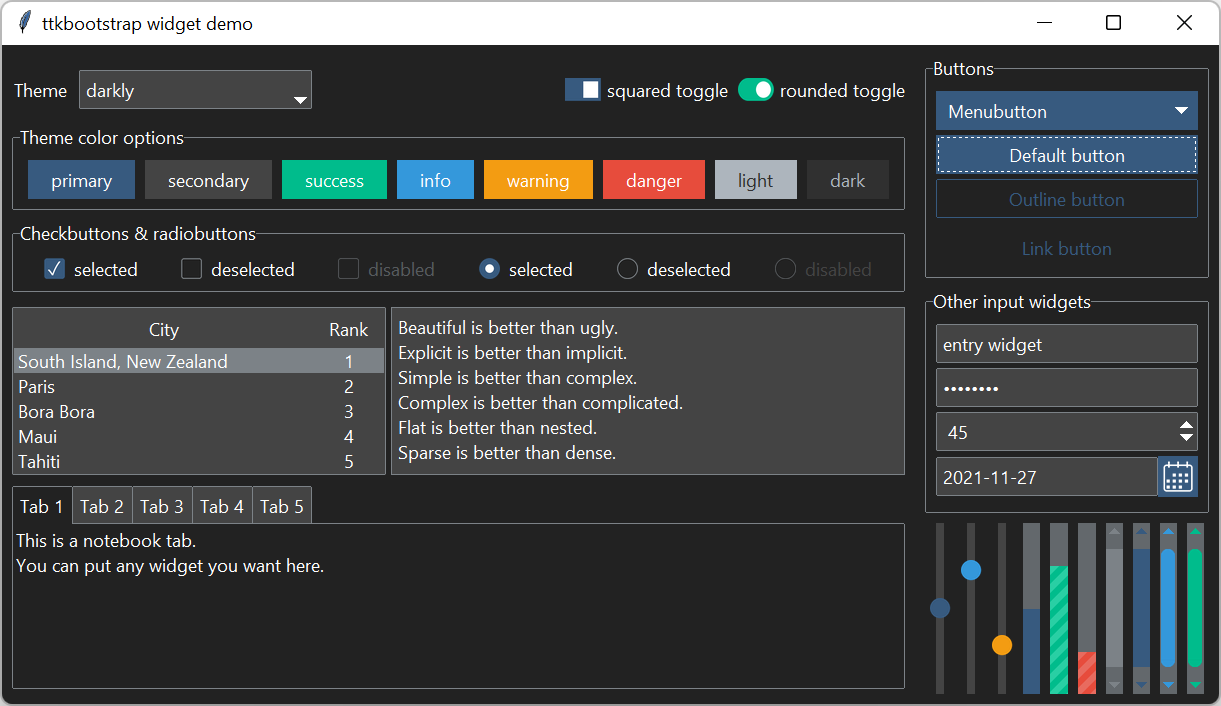 ttkbootstrap widget demo
Theme darkly squared toggle rounded toggle
Theme color options
primary secondary success info warning danger light dark
Checkbuttons & radiobuttons
selected deselected disabled selected deselected disabled
City Rank
South Island, New Zealand 1
Paris 2
Bora Bora 3
Maui 4
Tahiti 5
Beautiful is better than ugly.
Explicit is better than implicit.
Simple is better than complex.
Complex is better than complicated.
Flat is better than nested.
Sparse is better than dense.
Tab 1 Tab 2 Tab 3 Tab 4 Tab 5
This is a notebook tab.
You can put any widget you want here.
Buttons
Menubutton
Default button
Outline button
Link button
Other input widgets
entry widget
••••••••
45
2021-11-27